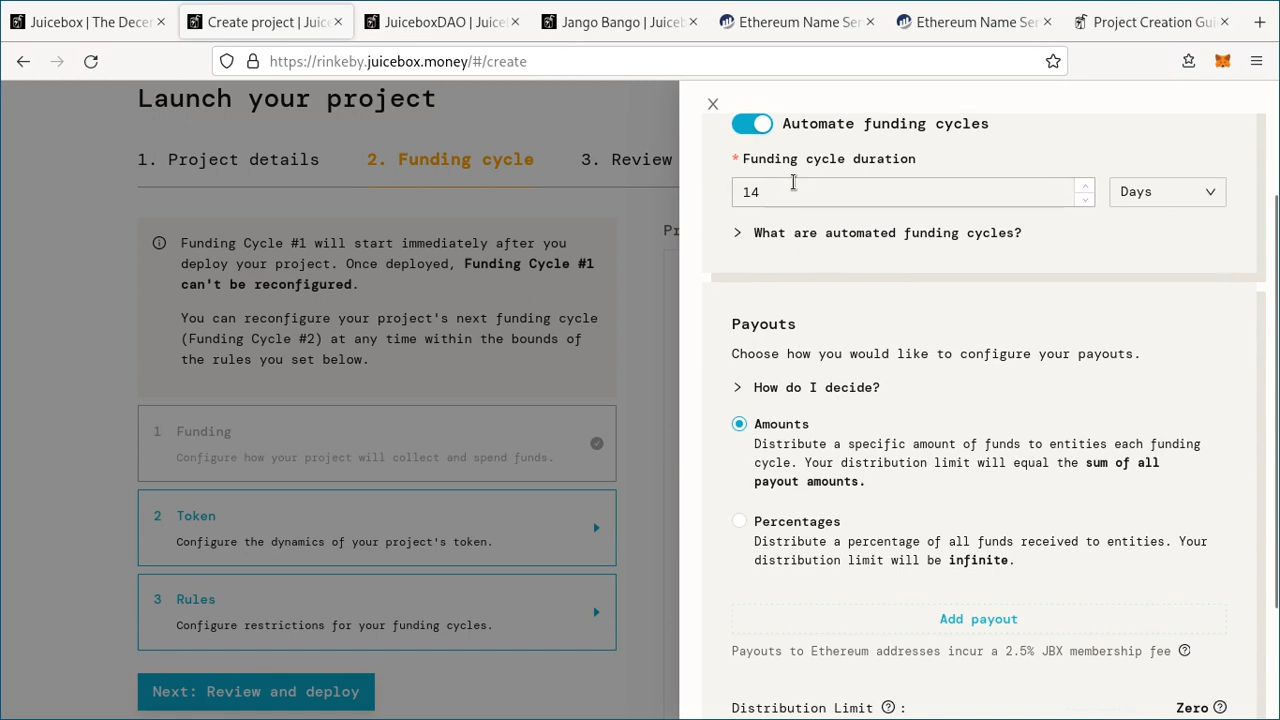 Juicebox | The Decen
Create project | Juice
JuiceboxDAO | Juicel
Jango Bango | Juicebo
Ethereum Name Ser
Ethereum Name Ser
Project Creation Gui
https://rinkeby.juicebox.money/#/create
Launch your project
1. Project details
2. Funding cycle
3. Review
Funding Cycle #1 will start immediately after you
deploy your project. Once deployed, Funding Cycle #1
can't be reconfigured.
You can reconfigure your project's next funding cycle
(Funding Cycle #2) at any time within the bounds of
the rules you set below.
1 Funding
Configure how your project will collect and spend funds.
2 Token
Configure the dynamics of your project's token.
3 Rules
Configure restrictions for your funding cycles.
Next: Review and deploy
Pr
Automate funding cycles
* Funding cycle duration
14
Days
What are automated funding cycles?
Payouts
Choose how you would like to configure your payouts.
How do I decide?
Amounts
Distribute a specific amount of funds to entities each funding
cycle. Your distribution limit will equal the sum of all
payout amounts.
Percentages
Distribute a percentage of all funds received to entities. Your
distribution limit will be infinite.
Add payout
Payouts to Ethereum addresses incur a 2.5% JBX membership fee
Distribution Limit :
Zero